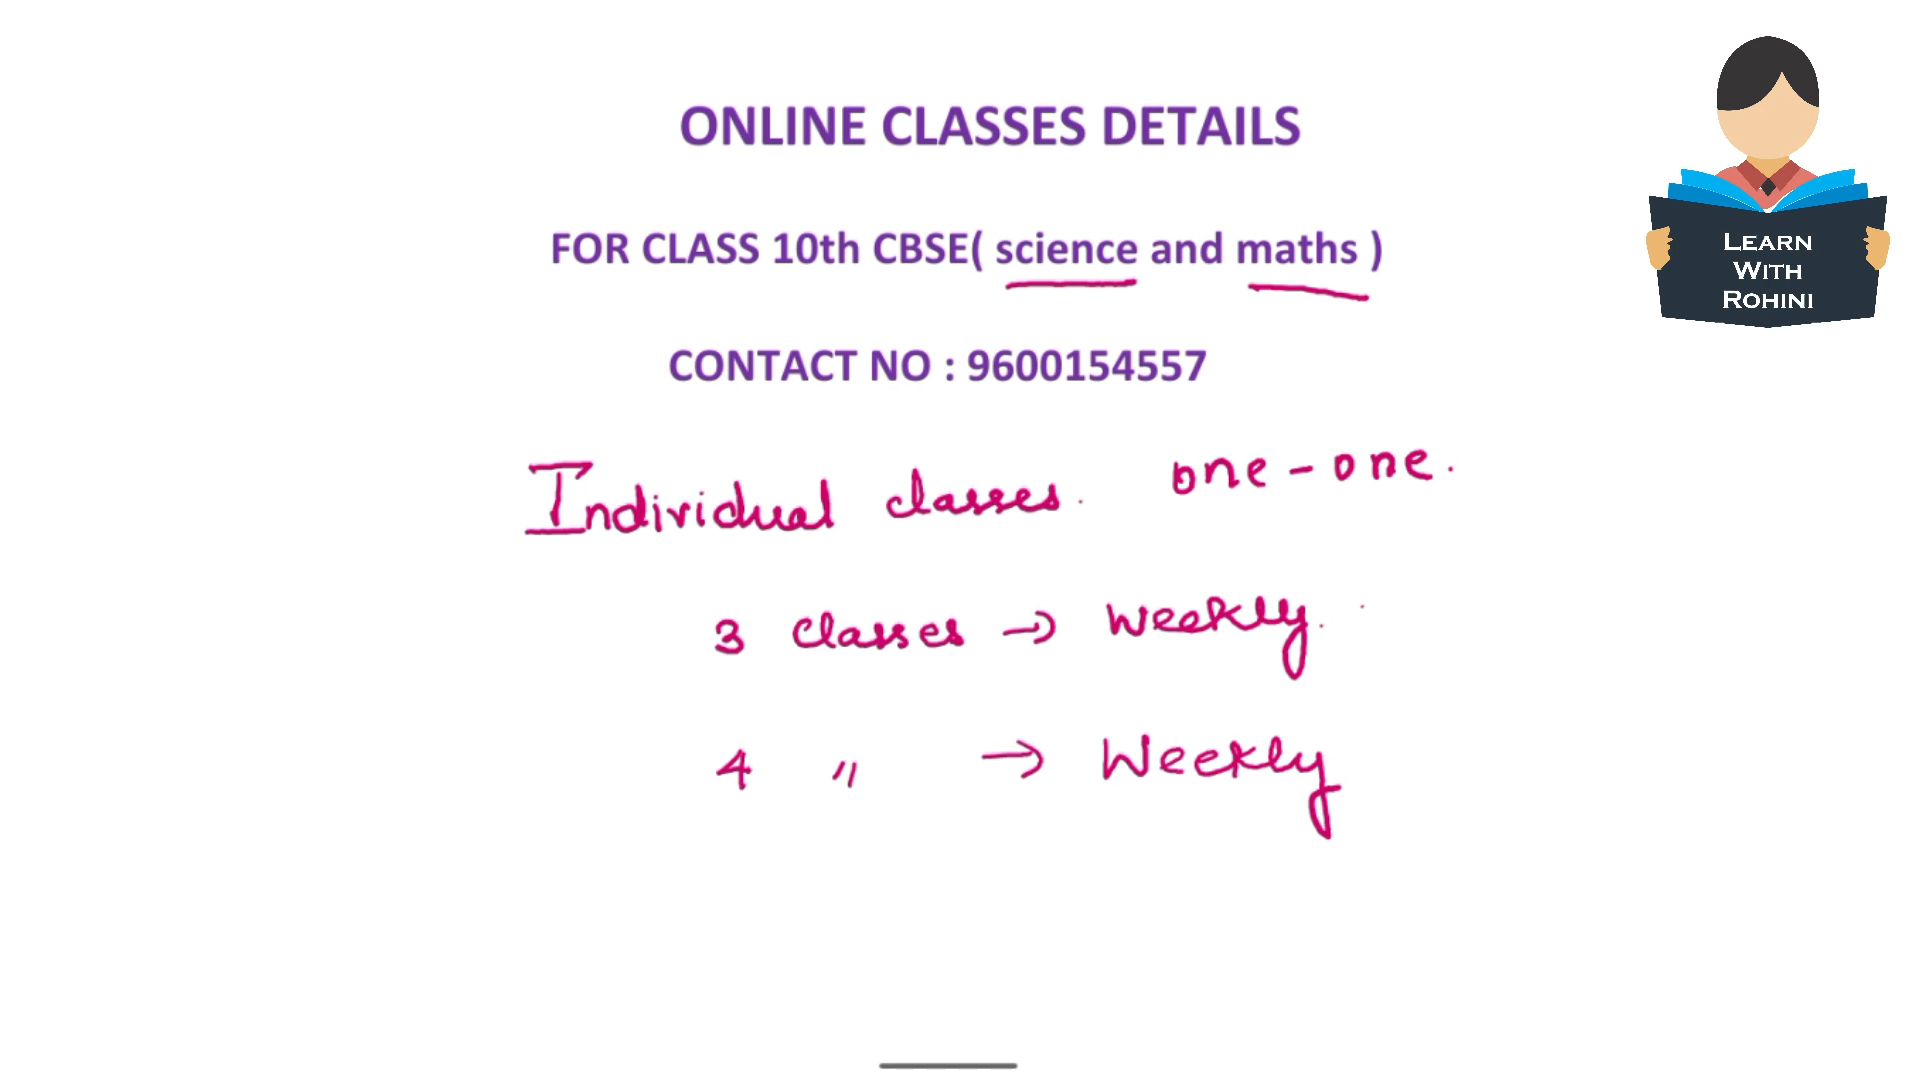 ONLINE CLASSES DETAILS
FOR CLASS 10th CBSE( science and maths )
CONTACT NO : 9600154557
Individual classes. one - one.
3 classes → Weekly.
4 " → Weekly
LEARN
WITH
ROHINI